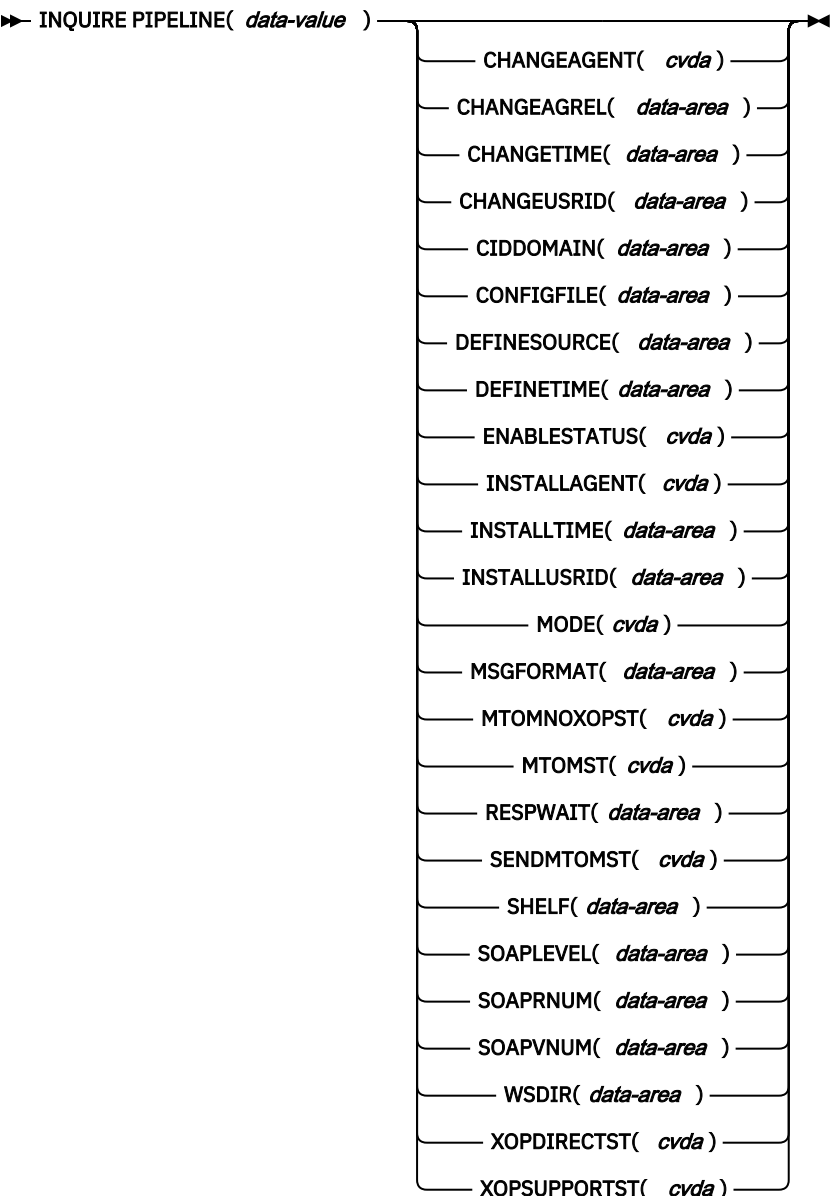 INQUIRE PIPELINE( data-value )
CHANGEAGENT( cvda )
CHANGEAGREL( data-area )
CHANGETIME( data-area )
CHANGEUSRID( data-area )
CIDDOMAIN( data-area )
CONFIGFILE( data-area )
DEFINESOURCE( data-area )
DEFINETIME( data-area )
ENABLESTATUS( cvda )
INSTALLAGENT( cvda )
INSTALLTIME( data-area )
INSTALLUSRID( data-area )
MODE( cvda )
MSGFORMAT( data-area )
MTOMNOXOPST( cvda )
MTOMST( cvda )
RESPWAIT( data-area )
SENDMTOMST( cvda )
SHELF( data-area )
SOAPLEVEL( data-area )
SOAPRNUM( data-area )
SOAPVNUM( data-area )
WSDIR( data-area )
XOPDIRECTST( cvda )
XOPSUPPORTST( cvda )